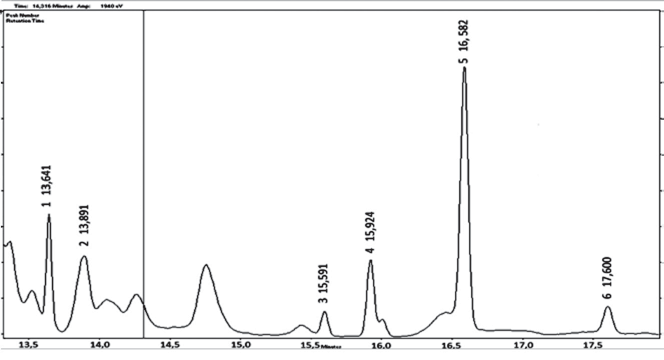 Time: 14,316 Minutes Amp: 1940 eV
Peak Number
Retention Time
1 13,641
2 13,891
3 15,591
4 15,924
5 16,582
6 17,600
13,5 14,0 14,5 15,0 15,5 Minutes 16,0 16,5 17,0 17,5